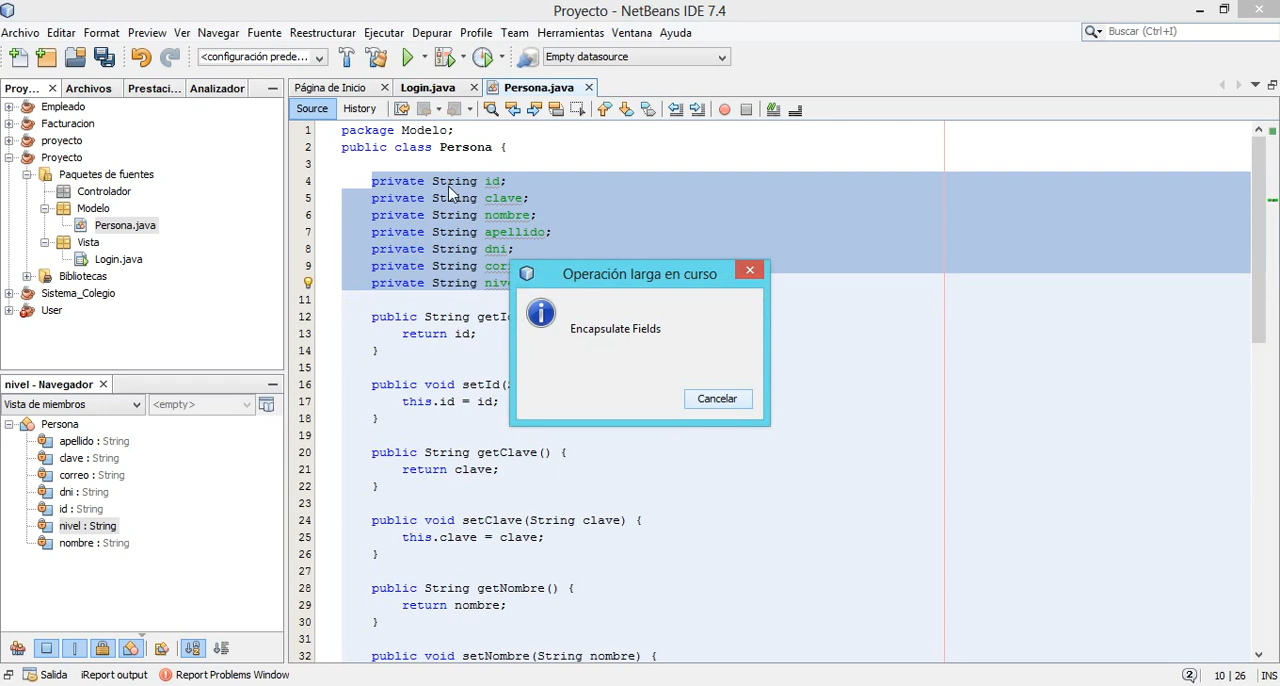 Proyecto - NetBeans IDE 7.4
Archivo Editar Format Preview Ver Navegar Fuente Reestructurar Ejecutar Depurar Profile Team Herramientas Ventana Ayuda
Buscar (Ctrl+I)
<configuración prede...
Empty datasource
Proy... Archivos Prestaci... Analizador
Página de Inicio Login.java Persona.java
Source History
Empleado
Facturacion
proyecto
Proyecto
Paquetes de fuentes
Controlador
Modelo
Persona.java
Vista
Login.java
Bibliotecas
Sistema_Colegio
User
nivel - Navegador
Vista de miembros <empty>
Persona
apellido : String
clave : String
correo : String
dni : String
id : String
nivel : String
nombre : String
1 package Modelo;
2 public class Persona {
3
4 private String id;
5 private String clave;
6 private String nombre;
7 private String apellido;
8 private String dni;
9 private String
10 private String
11
12 public String
13 return id;
14 }
15
16 public void setId(
17 this.id = id;
18 }
19
20 public String getClave() {
21 return clave;
22 }
23
24 public void setClave(String clave) {
25 this.clave = clave;
26 }
27
28 public String getNombre() {
29 return nombre;
30 }
31
32 public void setNombre(String nombre) {
Operación larga en curso
Encapsulate Fields
Cancelar
Salida iReport output Report Problems Window
2 10 | 26 INS